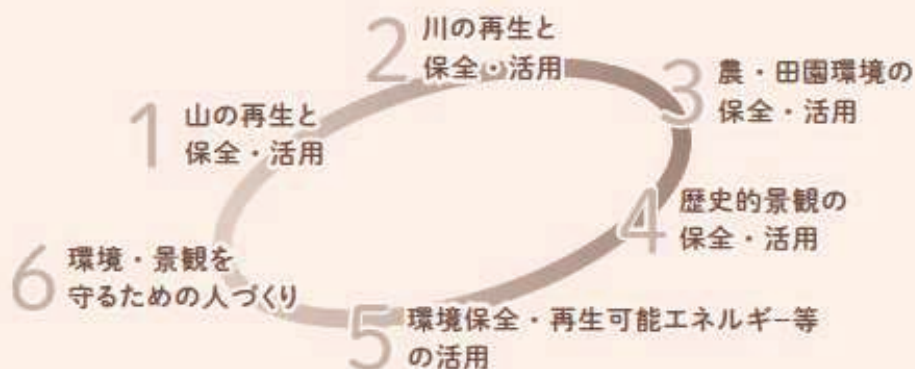 1 山の再生と
保全・活用
2 川の再生と
保全・活用
3 農・田園環境の
保全・活用
4 歴史的景観の
保全・活用
5 環境保全・再生可能エネルギー等
の活用
6 環境・景観を
守るための人づくり